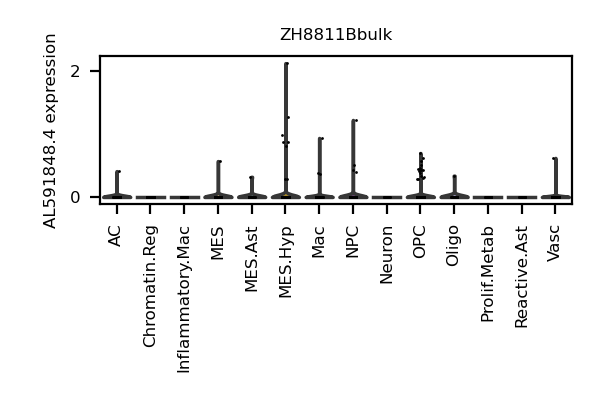 ZH8811Bbulk
AL591848.4 expression
2
0
AC
Chromatin.Reg
Inflammatory.Mac
MES
MES.Ast
MES.Hyp
Mac
NPC
Neuron
OPC
Oligo
Prolif.Metab
Reactive.Ast
Vasc